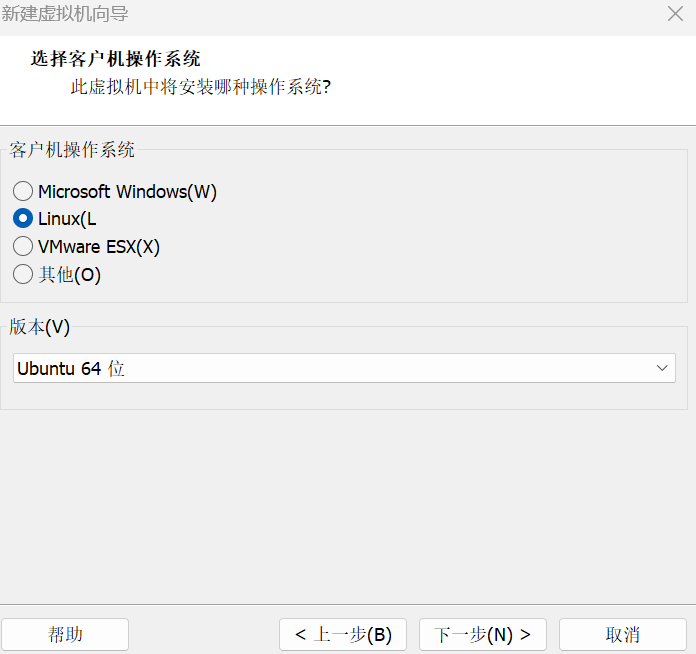 新建虚拟机向导
选择客户机操作系统
此虚拟机中将安装哪种操作系统?
客户机操作系统
Microsoft Windows(W)
Linux(L
VMware ESX(X)
其他(O)
版本(V)
Ubuntu 64 位
帮助
< 上一步(B)
下一步(N) >
取消